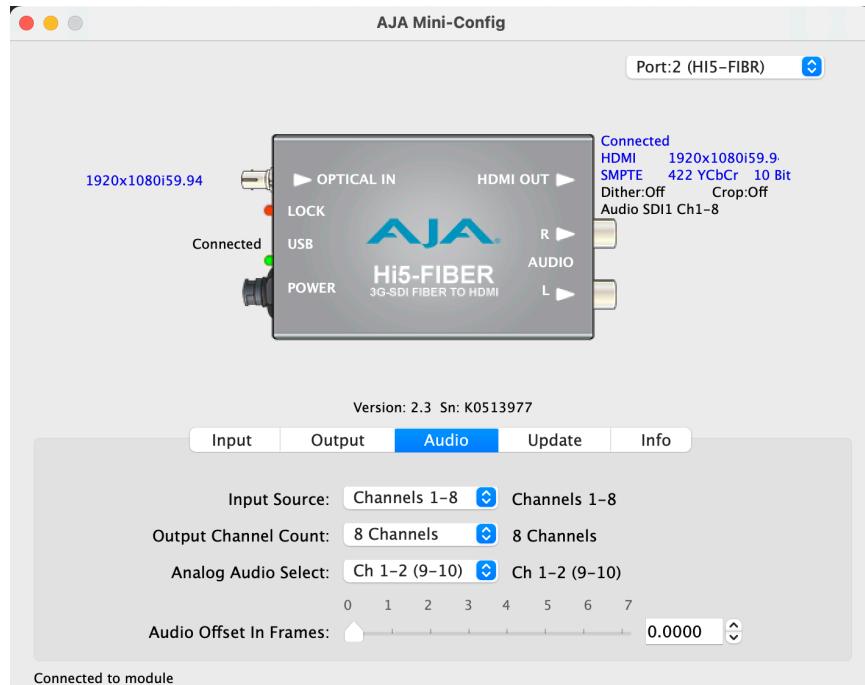 AJA Mini-Config
Port:2 (HI5-FIBR)
Connected
HDMI 1920x1080i59.9
SMPTE 422 YCbCr 10 Bit
Dither:Off Crop:Off
Audio SDI1 Ch1-8
1920x1080i59.94
OPTICAL IN
HDMI OUT
LOCK
Connected
USB
AJA
R
AUDIO
Hi5-FIBER
POWER
3G-SDI FIBER TO HDMI
L
Version: 2.3 Sn: K0513977
Input Output Audio Update Info
Input Source: Channels 1-8 Channels 1-8
Output Channel Count: 8 Channels 8 Channels
Analog Audio Select: Ch 1-2 (9-10) Ch 1-2 (9-10)
0 1 2 3 4 5 6 7
Audio Offset In Frames: 0.0000
Connected to module